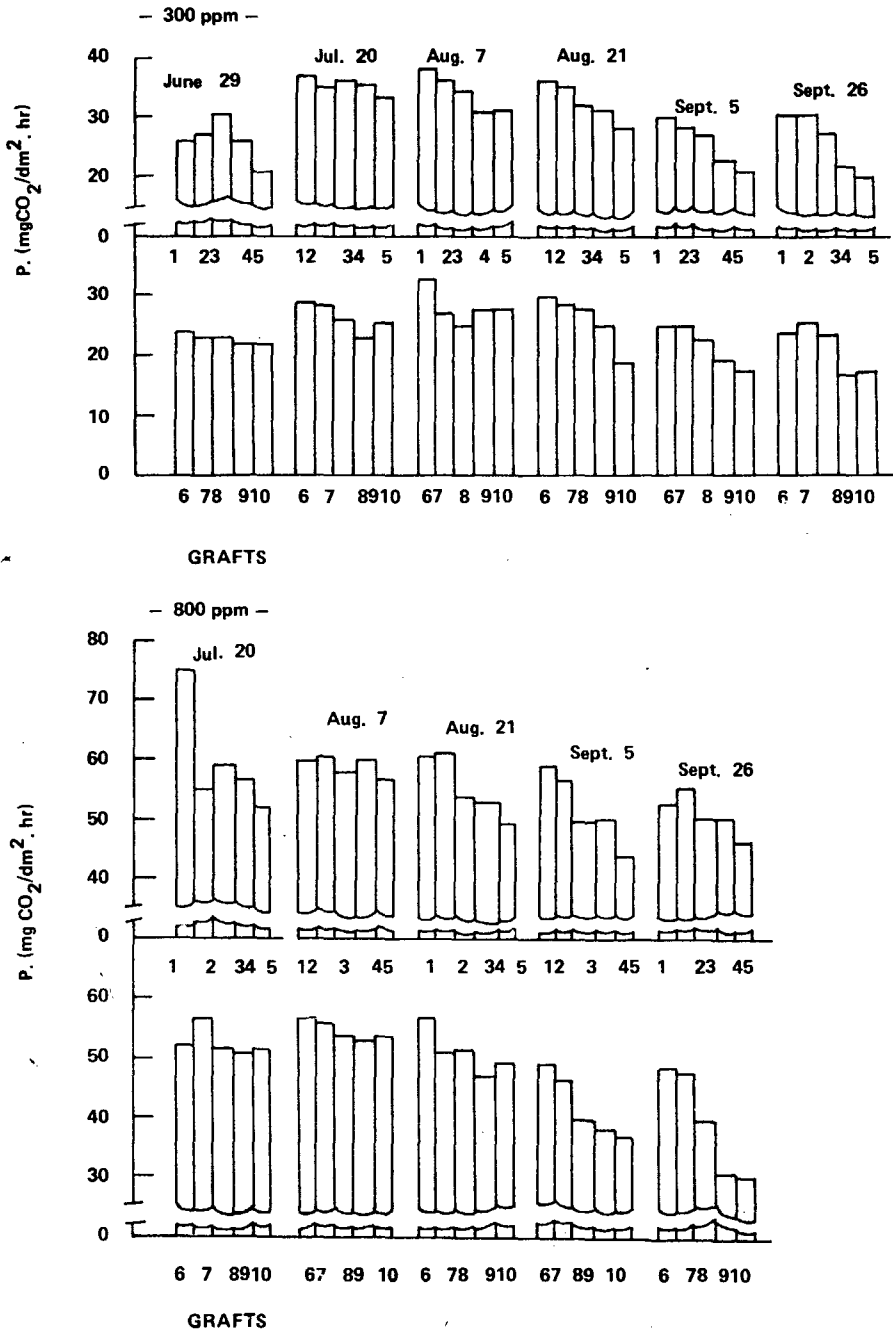 – 300 ppm –
June 29
Jul. 20
Aug. 7
Aug. 21
Sept. 5
Sept. 26
P. (mgCO2/dm2. hr)
40
30
20
0
1 23 45 12 34 5 1 23 4 5 12 34 5 1 23 45 1 2 34 5
30
20
10
0
6 78 910 6 7 8910 67 8 910 6 78 910 67 8 910 6 7 8910
GRAFTS
– 800 ppm –
Jul. 20
Aug. 7
Aug. 21
Sept. 5
Sept. 26
P. (mg CO2/dm2. hr)
80
70
60
50
40
0
1 2 34 5 12 3 45 1 2 34 5 12 3 45 1 23 45
60
50
40
30
0
6 7 8910 67 89 10 6 78 910 67 89 10 6 78 910
GRAFTS